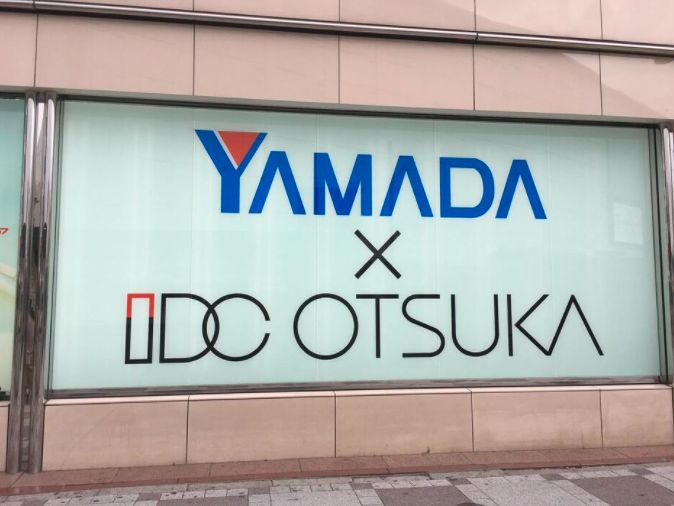 YAMADA
×
IDC OTSUKA